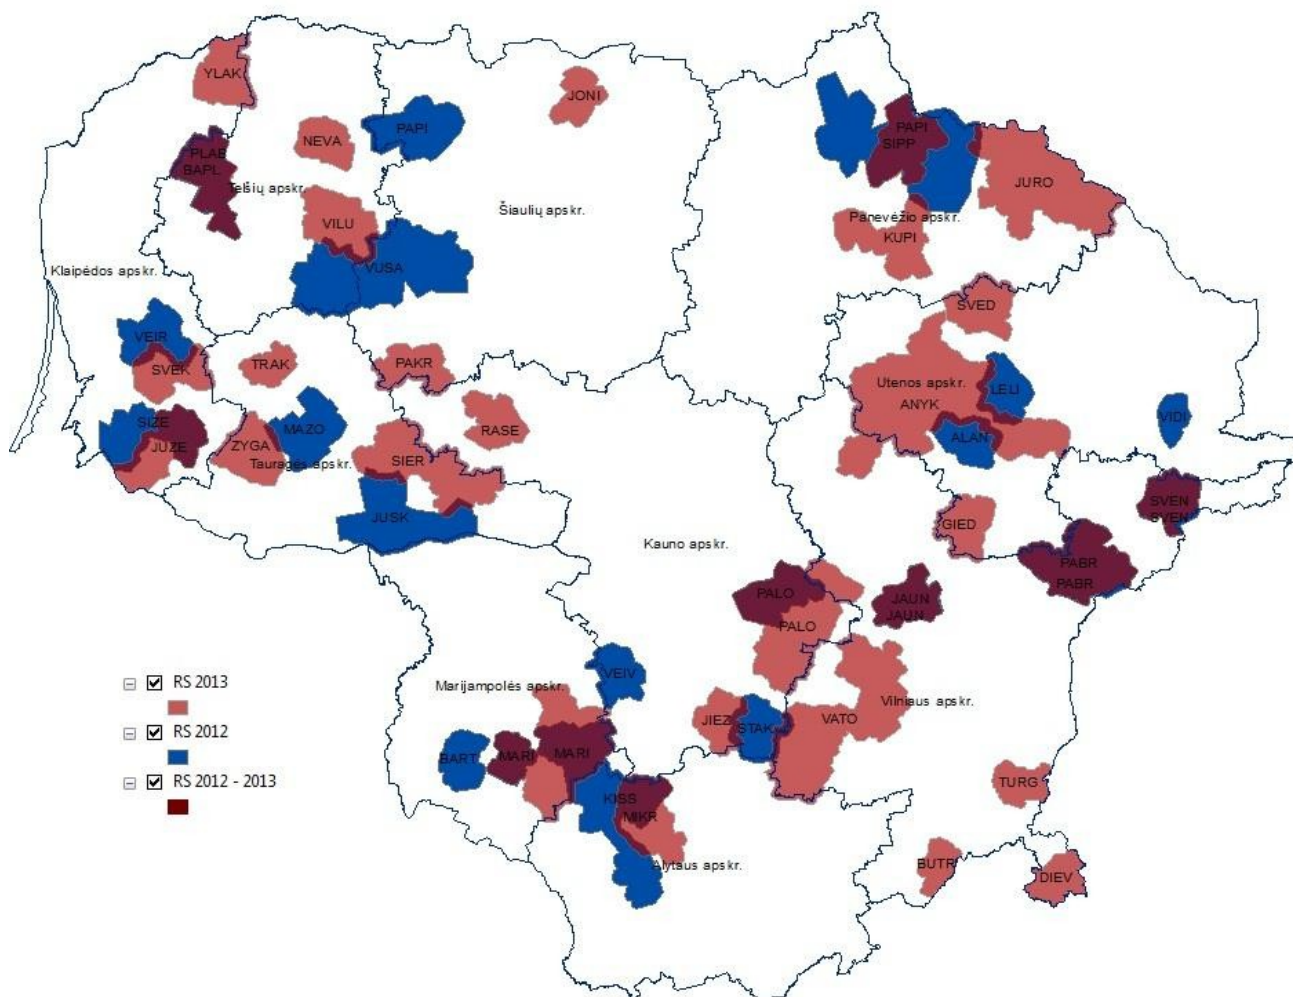 YLAK
JONI
PAPI
NEVA
PAPI
SIPP
PLAB
BAPL
Telšių apskr.
JURO
Šiaulių apskr.
VILU
Panevėžio apskr.
KUPI
VUSA
Klaipėdos apskr.
SVED
VEIR
SVEK
TRAK
PAKR
Utenos apskr.
LELI
ANYK
VIDI
SIZE
JUZE
MAZO
RASE
ZYGA
Tauragės apskr.
SIER
ALAN
SVEN
SVEN
JUSK
GIED
Kauno apskr.
PABR
PABR
PALO
JAUN
JAUN
PALO
VEIV
Marijampolės apskr.
Vilniaus apskr.
JIEZ
STAK
VATO
BART
MARI
MARI
TURG
KISS
MIKR
Alytaus apskr.
BUTR
DIEV
RS 2013
RS 2012
RS 2012 - 2013